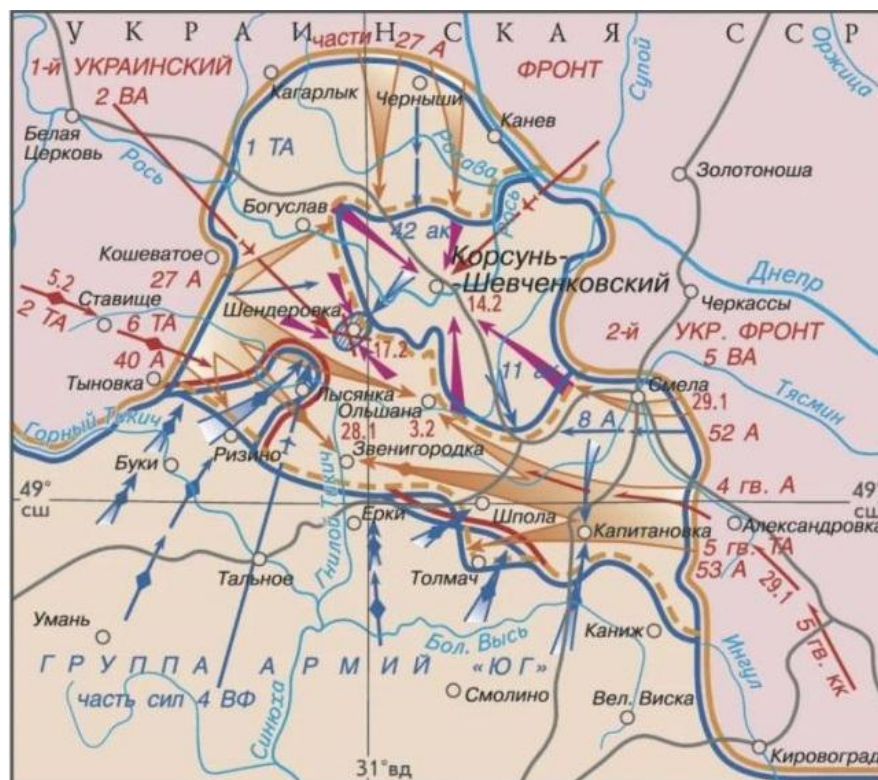 У К Р А И Н С К А Я С С Р
части 27 А
1-й УКРАИНСКИЙ
ФРОНТ
2 ВА
Кагарлык
Черныши
Супой
Оржица
Белая
Церковь
Канев
1 ТА
Рось
Росава
Золотоноша
Богуслав
42 ак
Рось
Кошеватое
Корсунь-
-Шевченковский
Днепр
27 А
5.2
Ставище
2 ТА
14.2
Черкассы
6 ТА
Шендеровка
2-й УКР. ФРОНТ
40 А
17.2
5 ВА
Тыновка
11 ак
Смела
Лысянка
Тясмин
Ольшана
29.1
Горный Тикич
3.2
8 А
52 А
28.1
Ризино
Звенигородка
Буки
49°
сш
4 гв. А
49°
сш
Гнилой Тикич
Ерки
Шпола
Капитановка
Александровка
5 гв. ТА
53 А
Тальное
Толмач
29.1
Умань
Бол. Высь
Каниж
5 гв. кк
Г Р У П П А А Р М И Й «Ю Г»
Ингул
часть сил 4 ВФ
Синюха
Смолино
Вел. Виска
Кировоград
31°вд